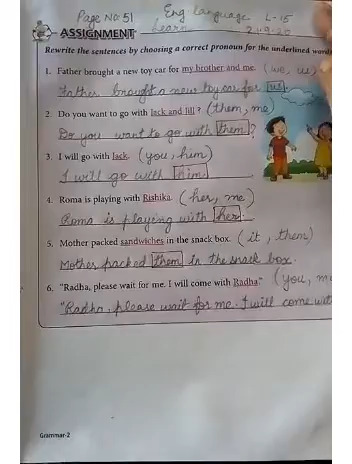 Page No: 51 Eng language L-15
Learn
ASSIGNMENT
Rewrite the sentences by choosing a correct pronoun for the underlined word
1. Father brought a new toy car for my brother and me. (we, us)
Father brought a new toy car for us.
2. Do you want to go with Jack and Jill? (them, me)
Do you want to go with them?
3. I will go with Jack. (you, him)
I will go with him.
4. Roma is playing with Rishika. (her, me)
Roma is playing with her.
5. Mother packed sandwiches in the snack box. (it, them)
Mother packed them in the snack box.
6. "Radha, please wait for me. I will come with Radha" (you, me
"Radha, please wait for me. I will come with
Grammar-2